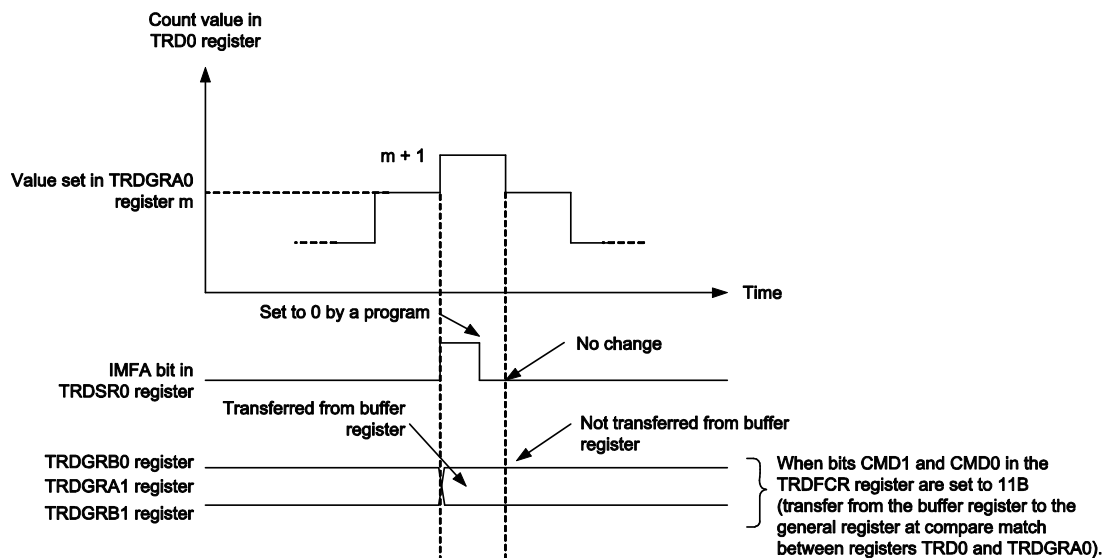 Count value in
TRD0 register
m + 1
Value set in TRDGRA0
register m
Time
Set to 0 by a program
No change
IMFA bit in
TRDSR0 register
Transferred from buffer
register
Not transferred from buffer
register
TRDGRB0 register
TRDGRA1 register
TRDGRB1 register
When bits CMD1 and CMD0 in the
TRDFCR register are set to 11B
(transfer from the buffer register to the
general register at compare match
between registers TRD0 and TRDGRA0).